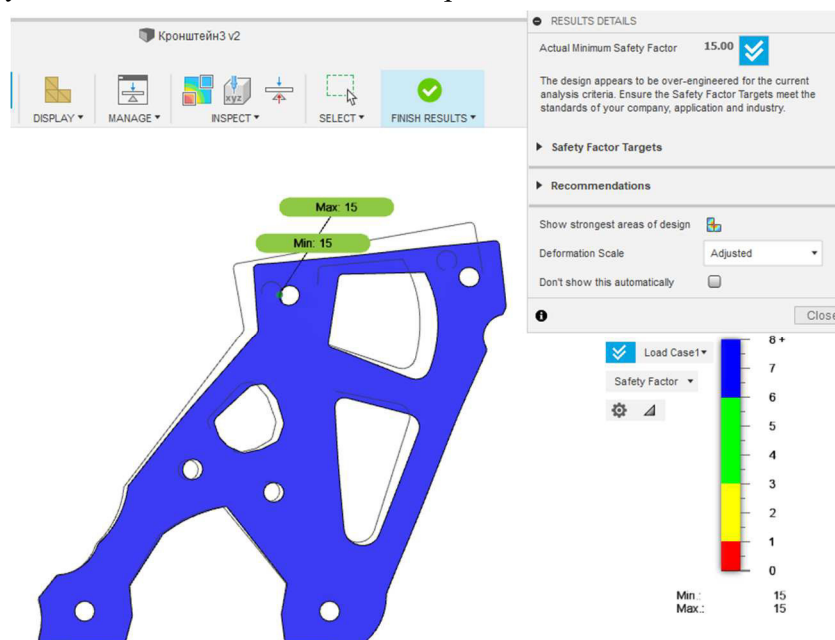 RESULTS DETAILS
Кронштейн3 v2
Actual Minimum Safety Factor 15.00
The design appears to be over-engineered for the current
analysis criteria. Ensure the Safety Factor Targets meet the
standards of your company, application and industry.
xyz
DISPLAY MANAGE INSPECT SELECT FINISH RESULTS
Safety Factor Targets
Recommendations
Show strongest areas of design
Deformation Scale Adjusted
Don't show this automatically
Close
Max: 15
Min: 15
Load Case1
Safety Factor
8 +
7
6
5
4
3
2
1
0
Min.: 15
Max.: 15